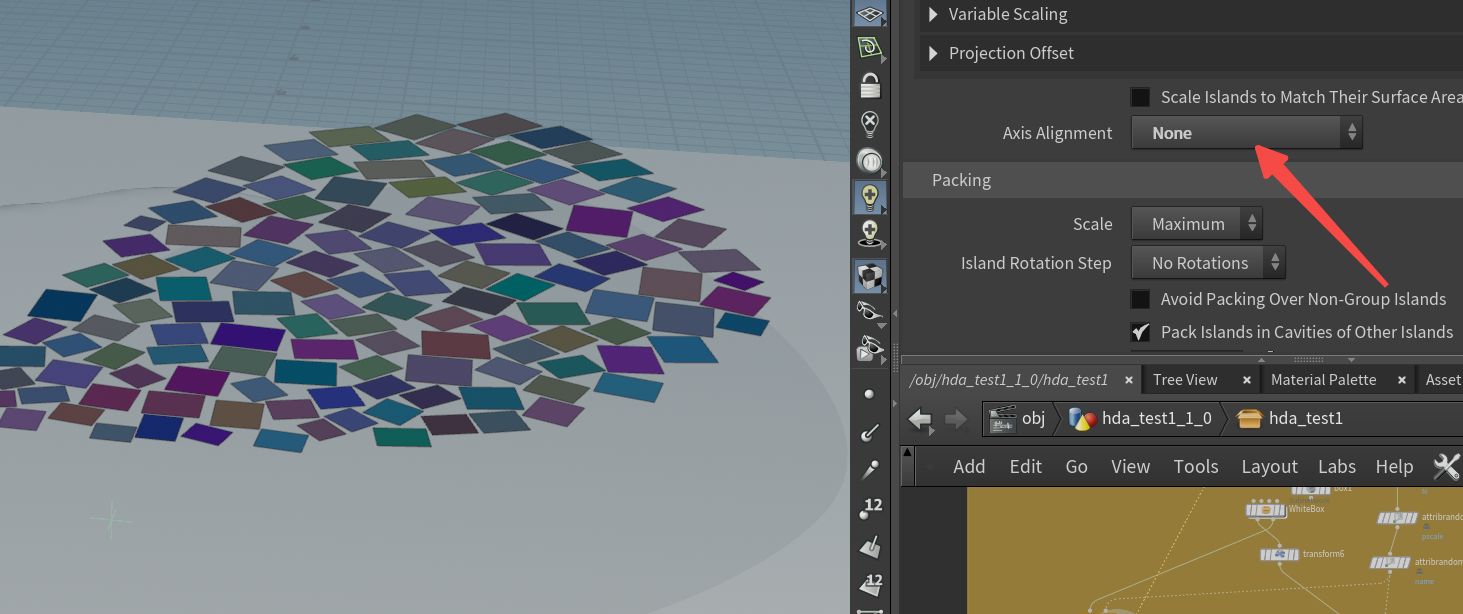 Variable Scaling
Projection Offset
Scale Islands to Match Their Surface Area
Axis Alignment None
Packing
Scale Maximum
Island Rotation Step No Rotations
Avoid Packing Over Non-Group Islands
Pack Islands in Cavities of Other Islands
/obj/hda_test1_1_0/hda_test1 × Tree View × Material Palette × Asset
obj hda_test1_1_0 hda_test1
Add Edit Go View Tools Layout Labs Help
12
12
box1
WhiteBox
attribrando
pscale
transform6
attribrandom
name